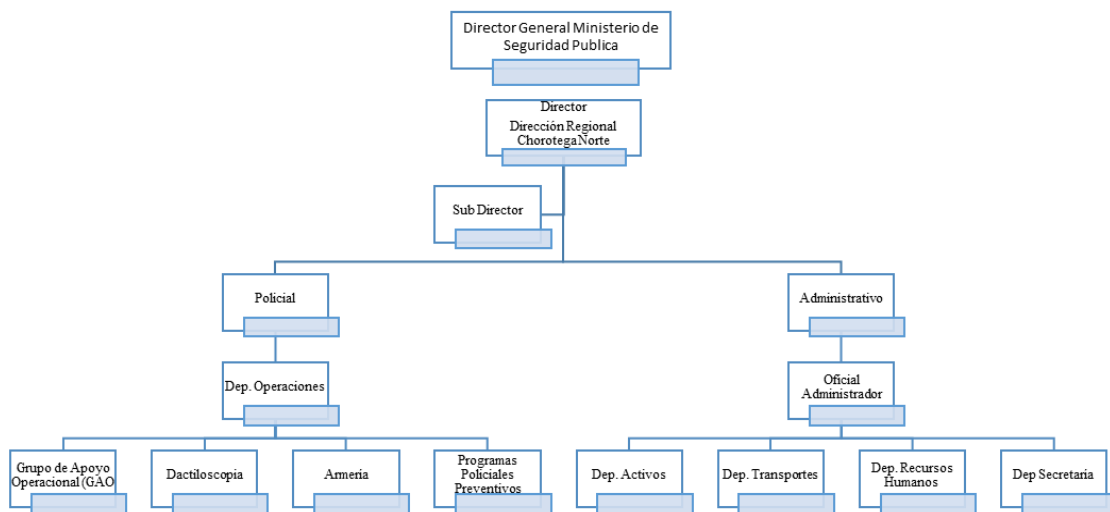 Director General Ministerio de
Seguridad Publica
Director
Dirección Regional
Chorotega Norte
Sub Director
Policial
Administrativo
Dep. Operaciones
Oficial
Administrador
Grupo de Apoyo
Operacional (GAO
Dactiloscopia
Armeria
Programas
Policiales
Preventivos
Dep. Activos
Dep. Transportes
Dep. Recursos
Humanos
Dep Secretaria